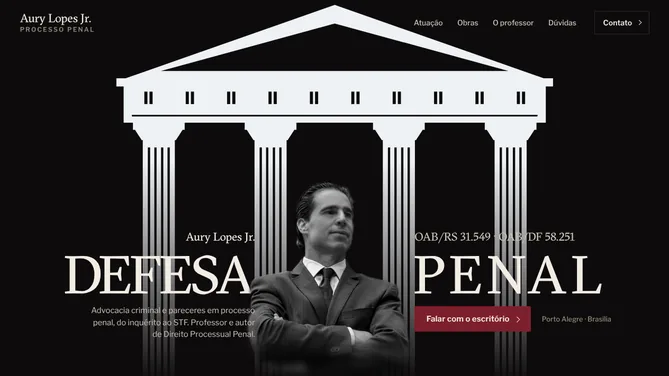 Aury Lopes Jr.
PROCESSO PENAL
Atuação Obras O professor Dúvidas Contato
Aury Lopes Jr.
OAB/RS 31.549 · OAB/DF 58.251
DEFESA PENAL
Advocacia criminal e pareceres em processo
penal, do inquérito ao STF. Professor e autor
de Direito Processual Penal.
Falar com o escritório
Porto Alegre · Brasília